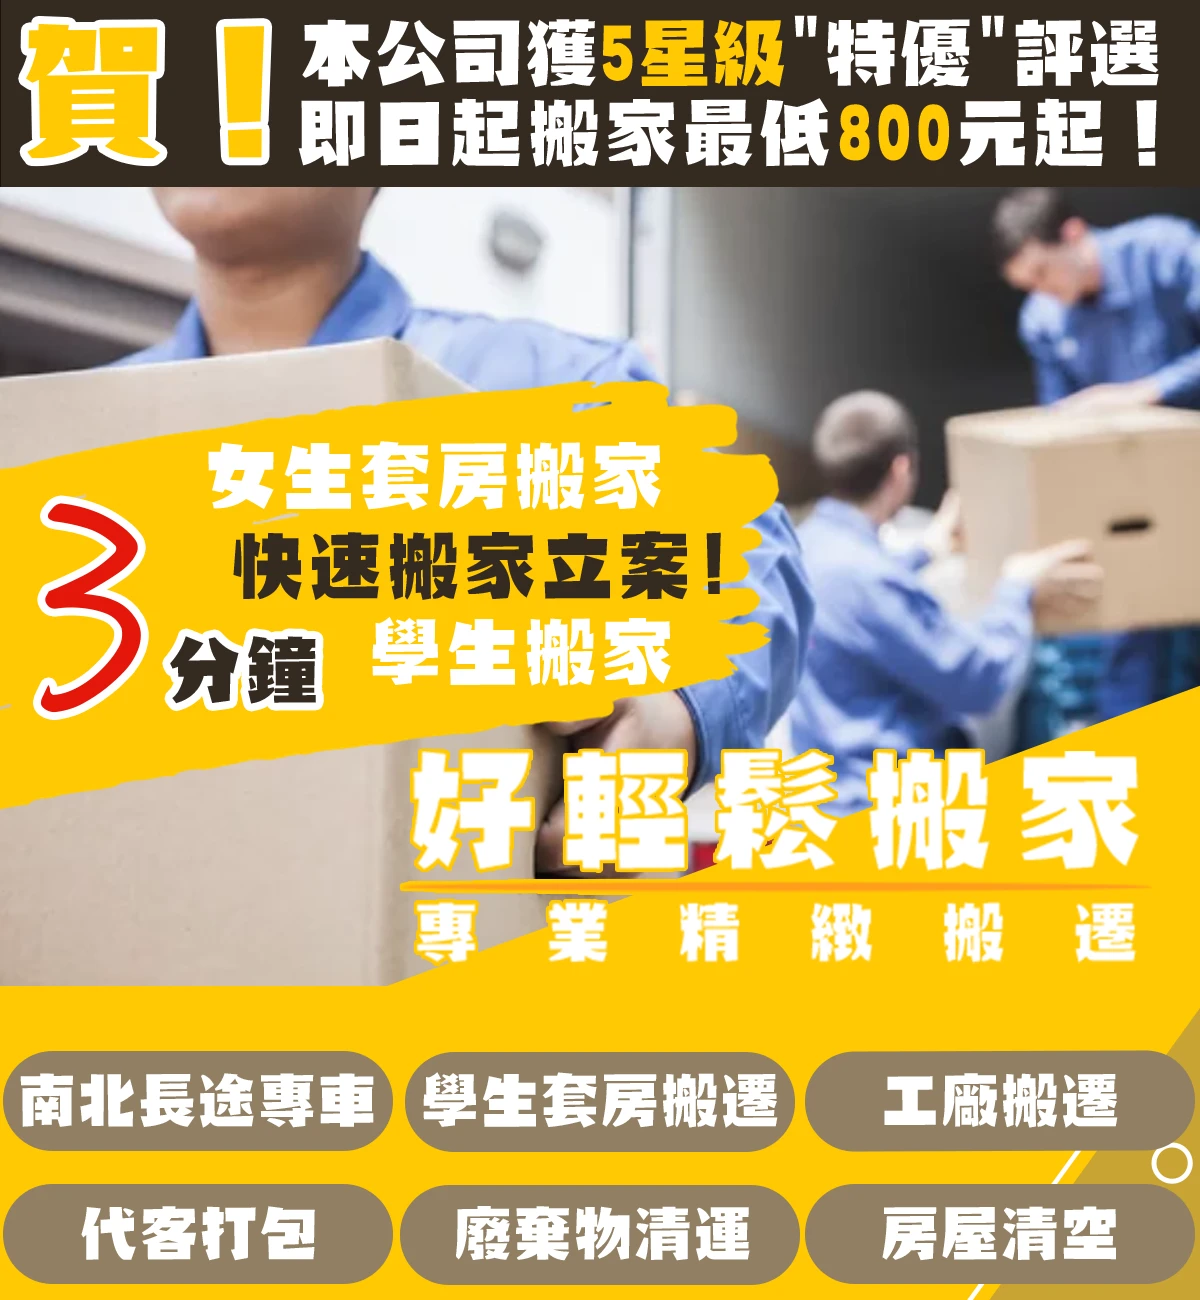 賀！
本公司獲5星級"特優"評選
即日起搬家最低800元起！
女生套房搬家
快速搬家立案！
3分鐘
學生搬家
好輕鬆搬家
專業精緻搬遷
南北長途專車
學生套房搬遷
工廠搬遷
代客打包
廢棄物清運
房屋清空